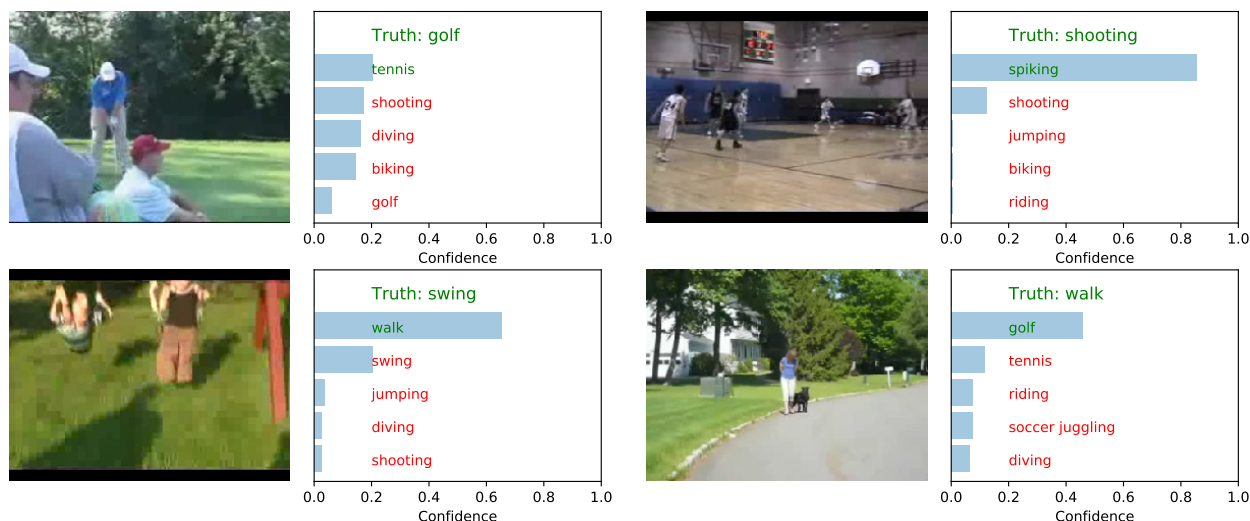 Truth: golf
tennis
shooting
diving
biking
golf
0.0 0.2 0.4 0.6 0.8 1.0
Confidence
Truth: shooting
spiking
shooting
jumping
biking
riding
0.0 0.2 0.4 0.6 0.8 1.0
Confidence
Truth: swing
walk
swing
jumping
diving
shooting
0.0 0.2 0.4 0.6 0.8 1.0
Confidence
Truth: walk
golf
tennis
riding
soccer juggling
diving
0.0 0.2 0.4 0.6 0.8 1.0
Confidence